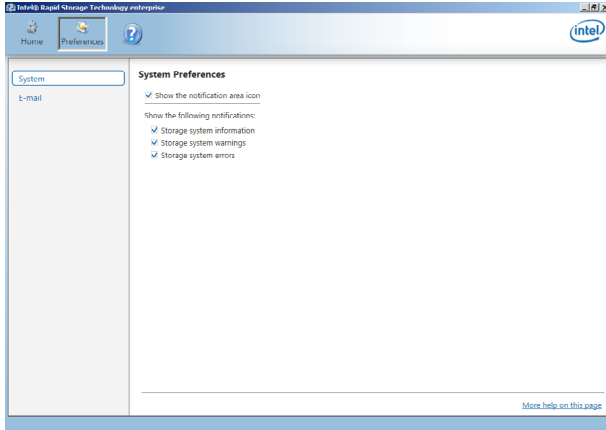 Intel® Rapid Storage Technology enterprise
Home
Preferences
?
intel
System
E-mail
System Preferences
Show the notification area icon
Show the following notifications:
Storage system information
Storage system warnings
Storage system errors
More help on this page